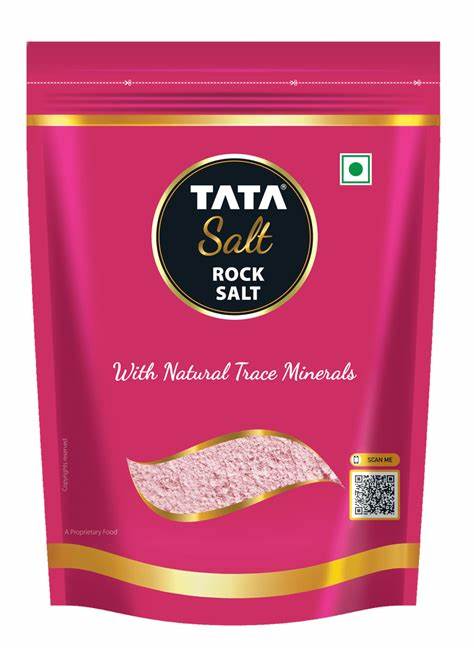 TATA®
Salt
ROCK
SALT
With Natural Trace Minerals
SCAN ME
Copyrights reserved
A Proprietary Food